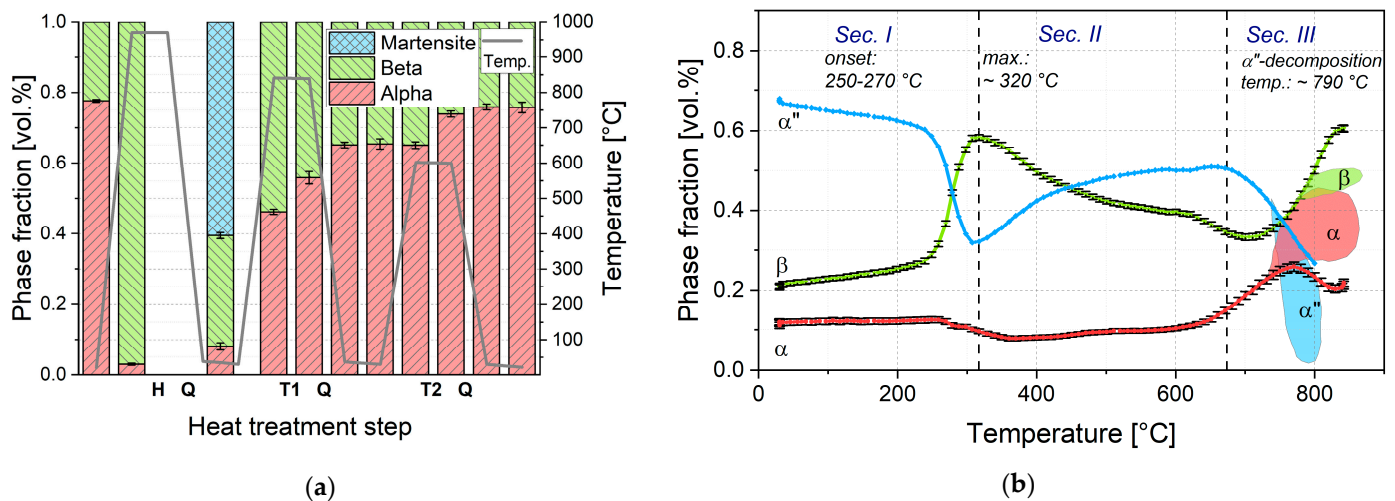 1.0
0.8
0.6
0.4
0.2
0.0
Phase fraction [vol.%]
Martensite
Beta
Alpha
Temp.
1000
900
800
700
600
500
400
300
200
100
Temperature [°C]
H Q T1 Q T2 Q
Heat treatment step
(a)
0.8
0.6
0.4
0.2
0.0
Phase fraction [vol.%]
Sec. I
onset:
250-270 °C
Sec. II
max.:
~ 320 °C
Sec. III
α"-decomposition
temp.: ~ 790 °C
α"
β
α
β
α
α"
0 200 400 600 800
Temperature [°C]
(b)